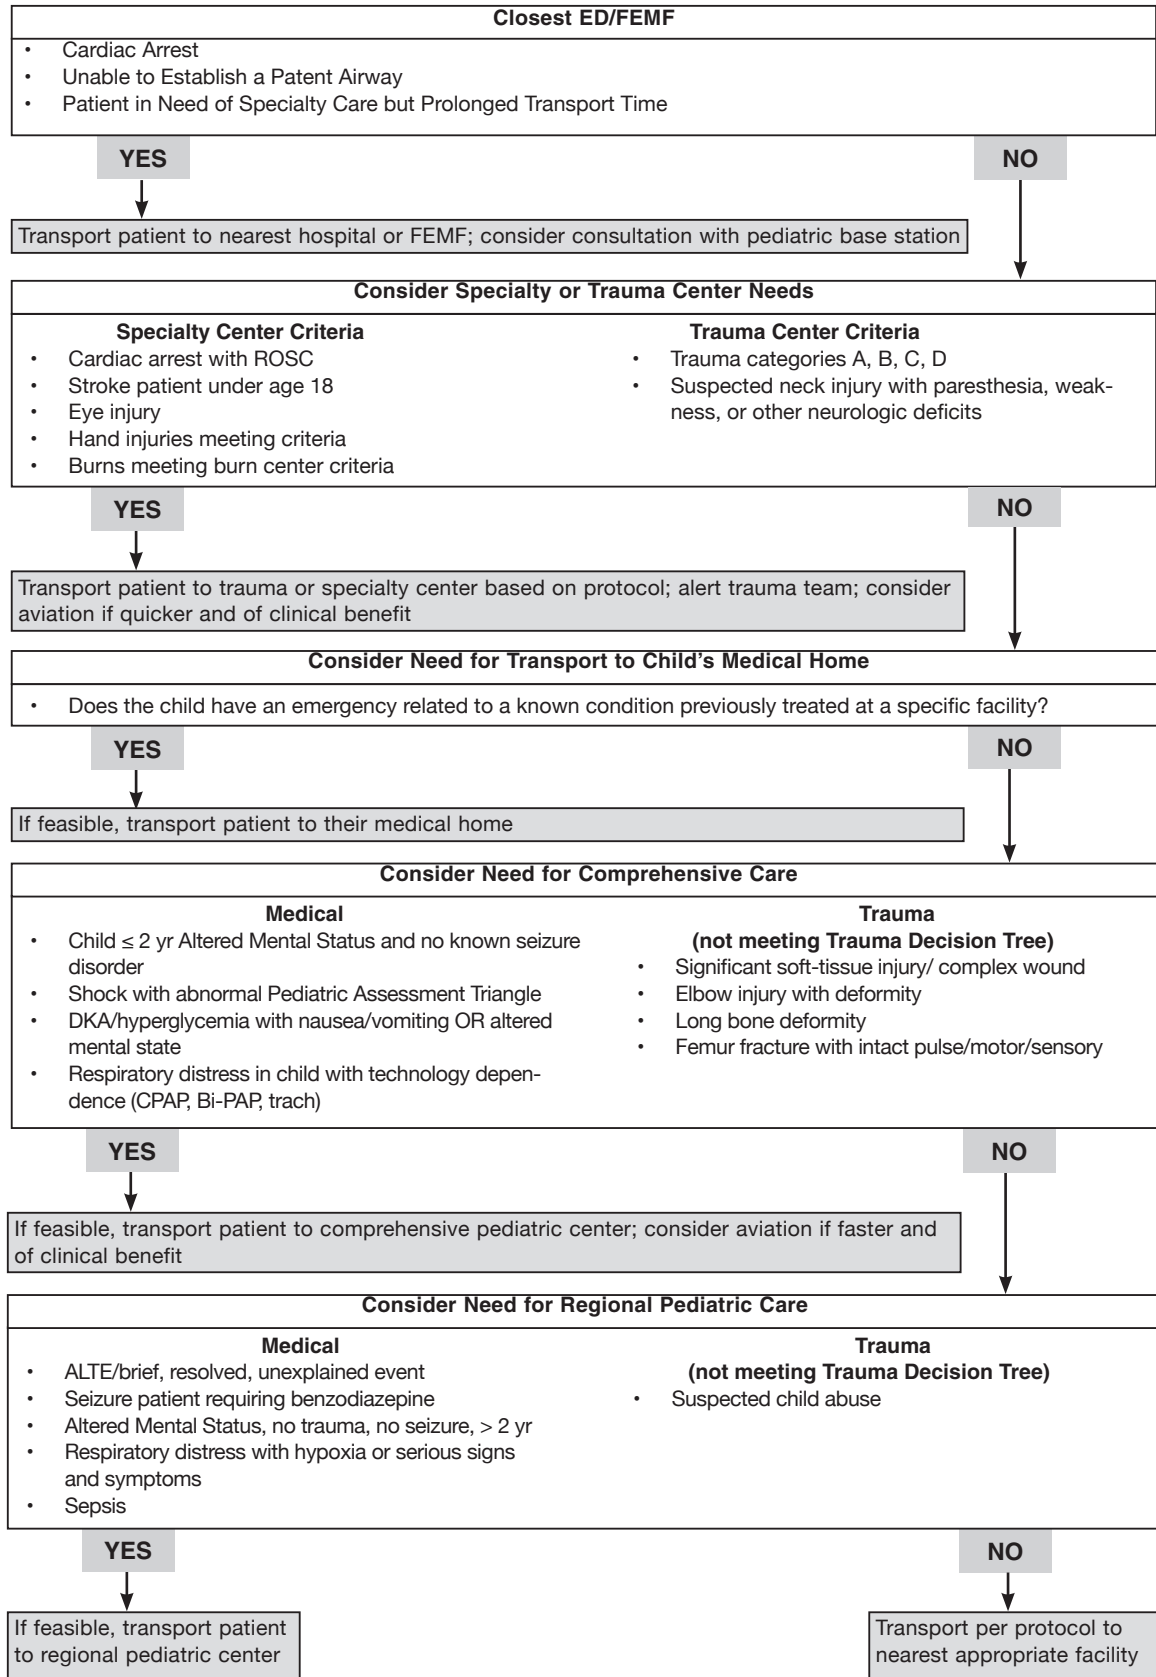 Closest ED/FEMF
• Cardiac Arrest
• Unable to Establish a Patent Airway
• Patient in Need of Specialty Care but Prolonged Transport Time
YES
NO
Transport patient to nearest hospital or FEMF; consider consultation with pediatric base station
Consider Specialty or Trauma Center Needs
Specialty Center Criteria
• Cardiac arrest with ROSC
• Stroke patient under age 18
• Eye injury
• Hand injuries meeting criteria
• Burns meeting burn center criteria
Trauma Center Criteria
• Trauma categories A, B, C, D
• Suspected neck injury with paresthesia, weak-
ness, or other neurologic deficits
YES
NO
Transport patient to trauma or specialty center based on protocol; alert trauma team; consider
aviation if quicker and of clinical benefit
Consider Need for Transport to Child's Medical Home
• Does the child have an emergency related to a known condition previously treated at a specific facility?
YES
NO
If feasible, transport patient to their medical home
Consider Need for Comprehensive Care
Medical
• Child ≤ 2 yr Altered Mental Status and no known seizure
disorder
• Shock with abnormal Pediatric Assessment Triangle
• DKA/hyperglycemia with nausea/vomiting OR altered
mental state
• Respiratory distress in child with technology depen-
dence (CPAP, Bi-PAP, trach)
Trauma
(not meeting Trauma Decision Tree)
• Significant soft-tissue injury/ complex wound
• Elbow injury with deformity
• Long bone deformity
• Femur fracture with intact pulse/motor/sensory
YES
NO
If feasible, transport patient to comprehensive pediatric center; consider aviation if faster and
of clinical benefit
Consider Need for Regional Pediatric Care
Medical
• ALTE/brief, resolved, unexplained event
• Seizure patient requiring benzodiazepine
• Altered Mental Status, no trauma, no seizure, > 2 yr
• Respiratory distress with hypoxia or serious signs
and symptoms
• Sepsis
Trauma
(not meeting Trauma Decision Tree)
• Suspected child abuse
YES
NO
If feasible, transport patient
to regional pediatric center
Transport per protocol to
nearest appropriate facility